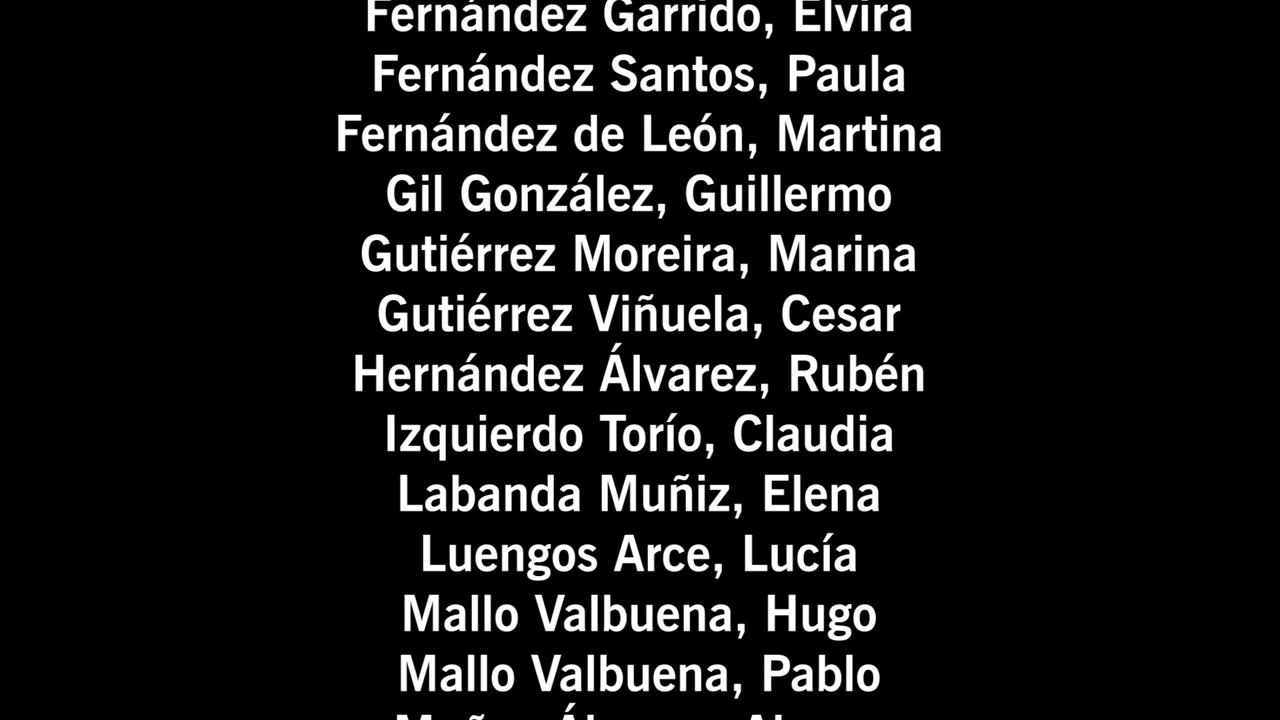 Fernández Garrido, Elvira
Fernández Santos, Paula
Fernández de León, Martina
Gil González, Guillermo
Gutiérrez Moreira, Marina
Gutiérrez Viñuela, Cesar
Hernández Álvarez, Rubén
Izquierdo Torío, Claudia
Labanda Muñiz, Elena
Luengos Arce, Lucía
Mallo Valbuena, Hugo
Mallo Valbuena, Pablo